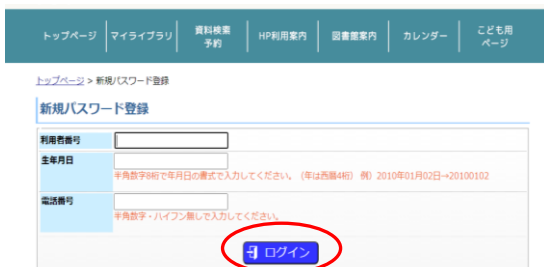 トップページ
マイライブラリ
資料検索
予約
HP利用案内
図書館案内
カレンダー
こども用
ページ
トップページ > 新規パスワード登録
新規パスワード登録
利用者番号
生年月日
半角数字8桁で年月日の書式で入力してください。（年は西暦4桁） 例）2010年01月02日→20100102
電話番号
半角数字・ハイフン無しで入力してください。
ログイン